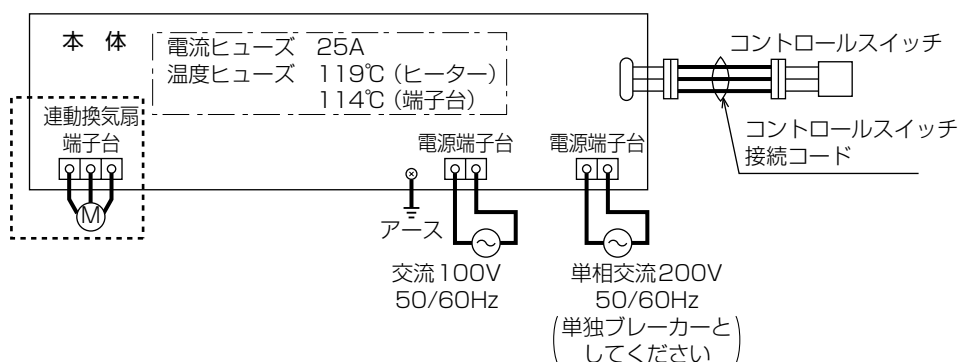 本 体
電流ヒューズ 25A
温度ヒューズ 119℃（ヒーター）
114℃（端子台）
コントロールスイッチ
コントロールスイッチ
接続コード
連動換気扇
端子台
M
電源端子台
電源端子台
アース
交流100V
50/60Hz
単相交流200V
50/60Hz
（単独ブレーカーと
してください）